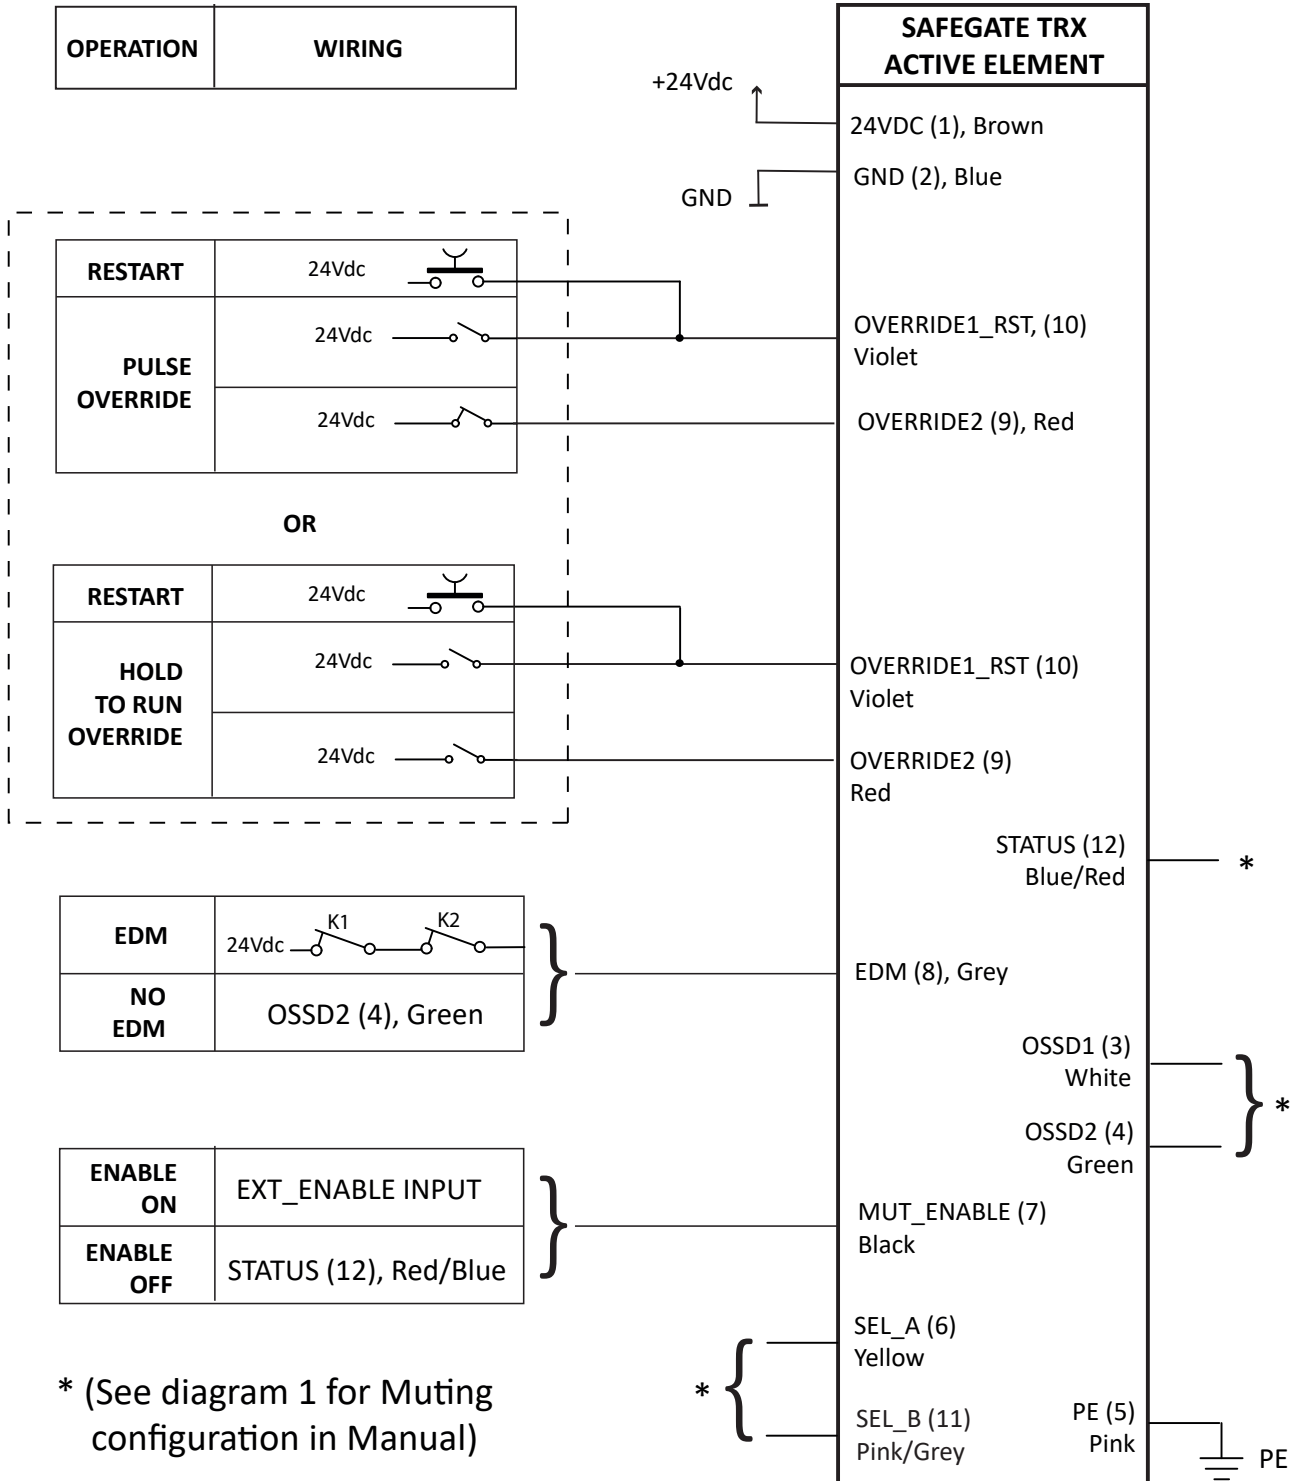 OPERATION
WIRING
SAFEGATE TRX
ACTIVE ELEMENT
+24Vdc
24VDC (1), Brown
GND
GND (2), Blue
RESTART
24Vdc
PULSE
OVERRIDE
24Vdc
OVERRIDE1_RST, (10)
Violet
24Vdc
OVERRIDE2 (9), Red
OR
RESTART
24Vdc
HOLD
TO RUN
OVERRIDE
24Vdc
OVERRIDE1_RST (10)
Violet
24Vdc
OVERRIDE2 (9)
Red
STATUS (12)
Blue/Red
*
EDM
24Vdc
K1
K2
NO
EDM
OSSD2 (4), Green
EDM (8), Grey
OSSD1 (3)
White
OSSD2 (4)
Green
*
ENABLE
ON
EXT_ENABLE INPUT
ENABLE
OFF
STATUS (12), Red/Blue
MUT_ENABLE (7)
Black
SEL_A (6)
Yellow
*
SEL_B (11)
Pink/Grey
PE (5)
Pink
PE
* (See diagram 1 for Muting
configuration in Manual)